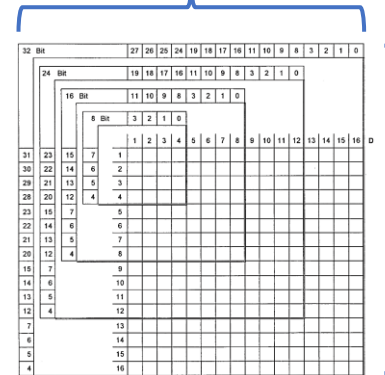 32 Bit 27 26 25 24 19 18 17 16 11 10 9 8 3 2 1 0
24 Bit 19 18 17 16 11 10 9 8 3 2 1 0
16 Bit 11 10 9 8 3 2 1 0
8 Bit 3 2 1 0
1 2 3 4 5 6 7 8 9 10 11 12 13 14 15 16 D
31 23 15 7 1
30 22 14 6 2
29 21 13 5 3
28 20 12 4 4
23 15 7 5
22 14 6 6
21 13 5 7
20 12 4 8
15 7 9
14 6 10
13 5 11
12 4 12
7 13
6 14
5 15
4 16